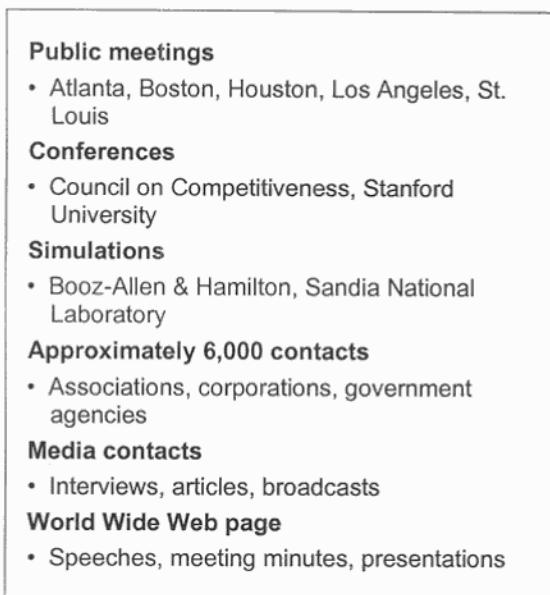 Public meetings
• Atlanta, Boston, Houston, Los Angeles, St.
Louis
Conferences
• Council on Competitiveness, Stanford
University
Simulations
• Booz-Allen & Hamilton, Sandia National
Laboratory
Approximately 6,000 contacts
• Associations, corporations, government
agencies
Media contacts
• Interviews, articles, broadcasts
World Wide Web page
• Speeches, meeting minutes, presentations